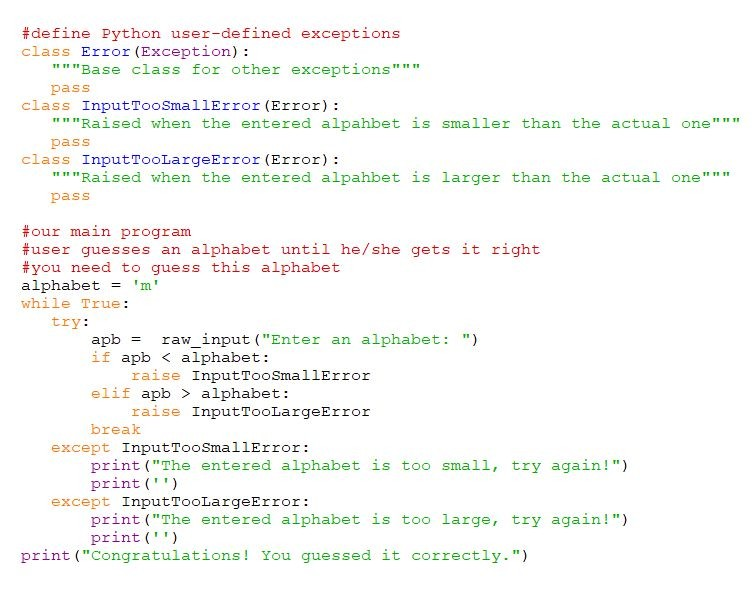 #define Python user-defined exceptions
class Error(Exception):
   """Base class for other exceptions"""
   pass
class InputTooSmallError(Error):
   """Raised when the entered alpahbet is smaller than the actual one"""
   pass
class InputTooLargeError(Error):
   """Raised when the entered alpahbet is larger than the actual one"""
   pass

#our main program
#user guesses an alphabet until he/she gets it right
#you need to guess this alphabet
alphabet = 'm'
while True:
   try:
       apb =  raw_input("Enter an alphabet: ")
       if apb < alphabet:
           raise InputTooSmallError
       elif apb > alphabet:
           raise InputTooLargeError
       break
   except InputTooSmallError:
       print("The entered alphabet is too small, try again!")
       print('')
   except InputTooLargeError:
       print("The entered alphabet is too large, try again!")
       print('')
print("Congratulations! You guessed it correctly.")